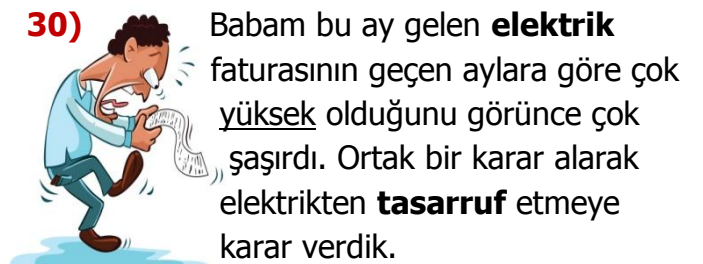 30) Babam bu ay gelen elektrik
faturasının geçen aylara göre çok
yüksek olduğunu görünce çok
şaşırdı. Ortak bir karar alarak
elektrikten tasarruf etmeye
karar verdik.